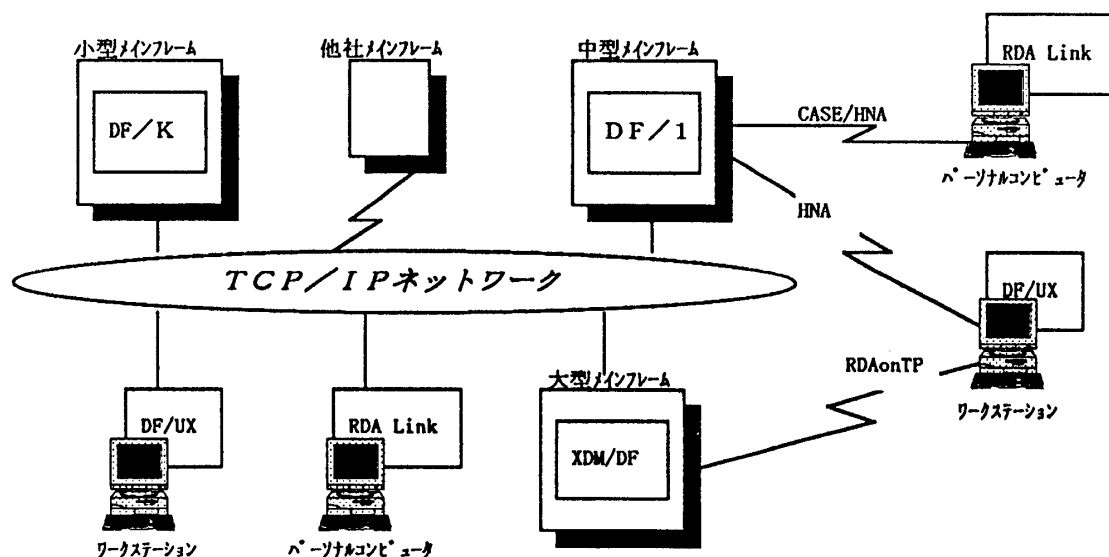 小型メインフレーム
他社メインフレーム
中型メインフレーム
RDA Link
DF/K
DF/1
CASE/HNA
パーソナルコンピュータ
HNA
TCP/IPネットワーク
DF/UX
RDAonTP
大型メインフレーム
ワークステーション
DF/UX
RDA Link
XDM/DF
ワークステーション
パーソナルコンピュータ